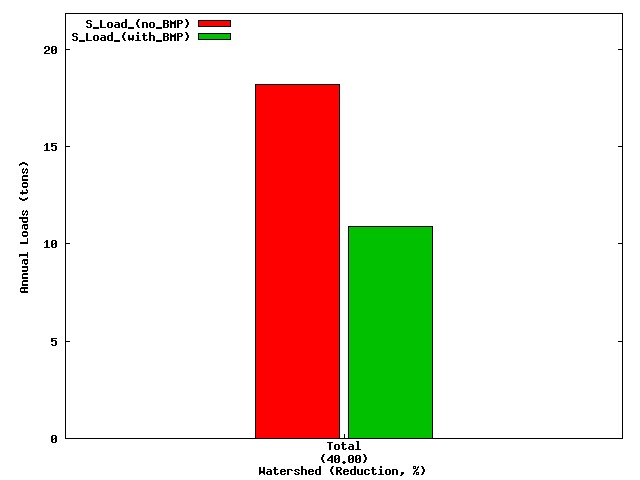 S_Load_(no_BMP)
S_Load_(with_BMP)
20
15
10
5
0
Annual Loads (tons)
Total
(40.00)
Watershed (Reduction, %)